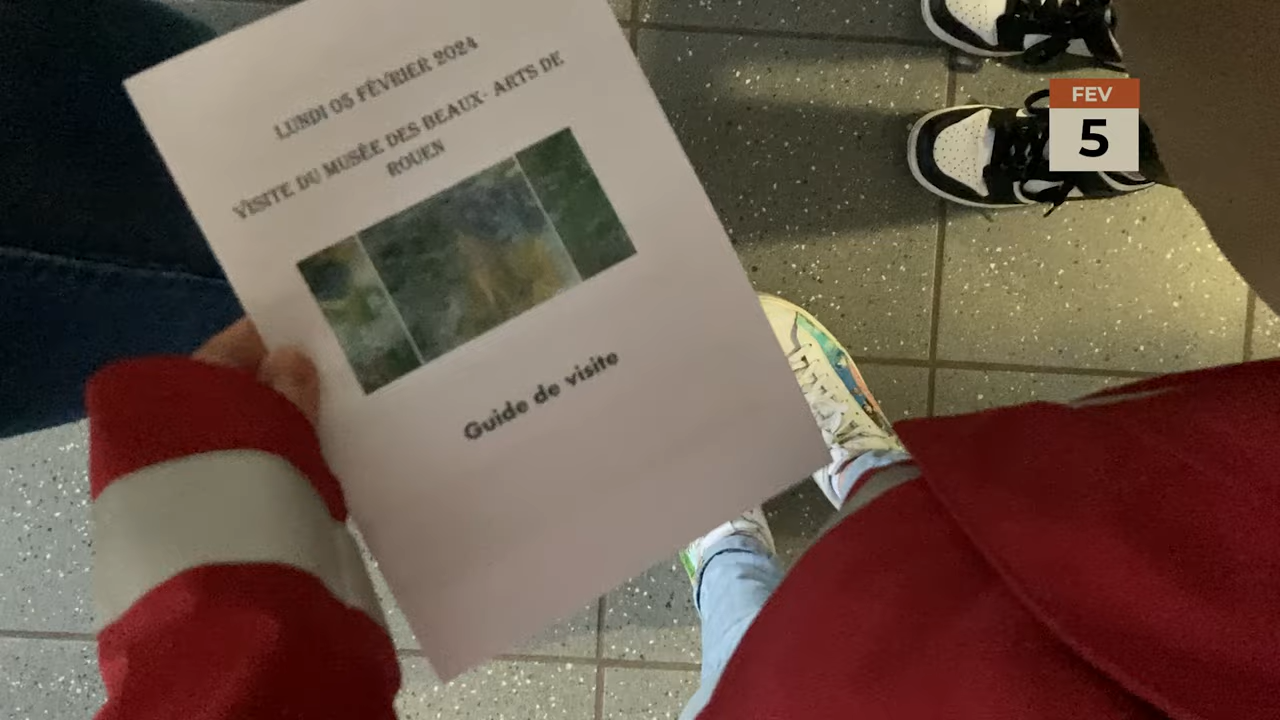 LUNDI 05 FÉVRIER 2024
VISITE DU MUSÉE DES BEAUX- ARTS DE
ROUEN
Guide de visite
FEV
5